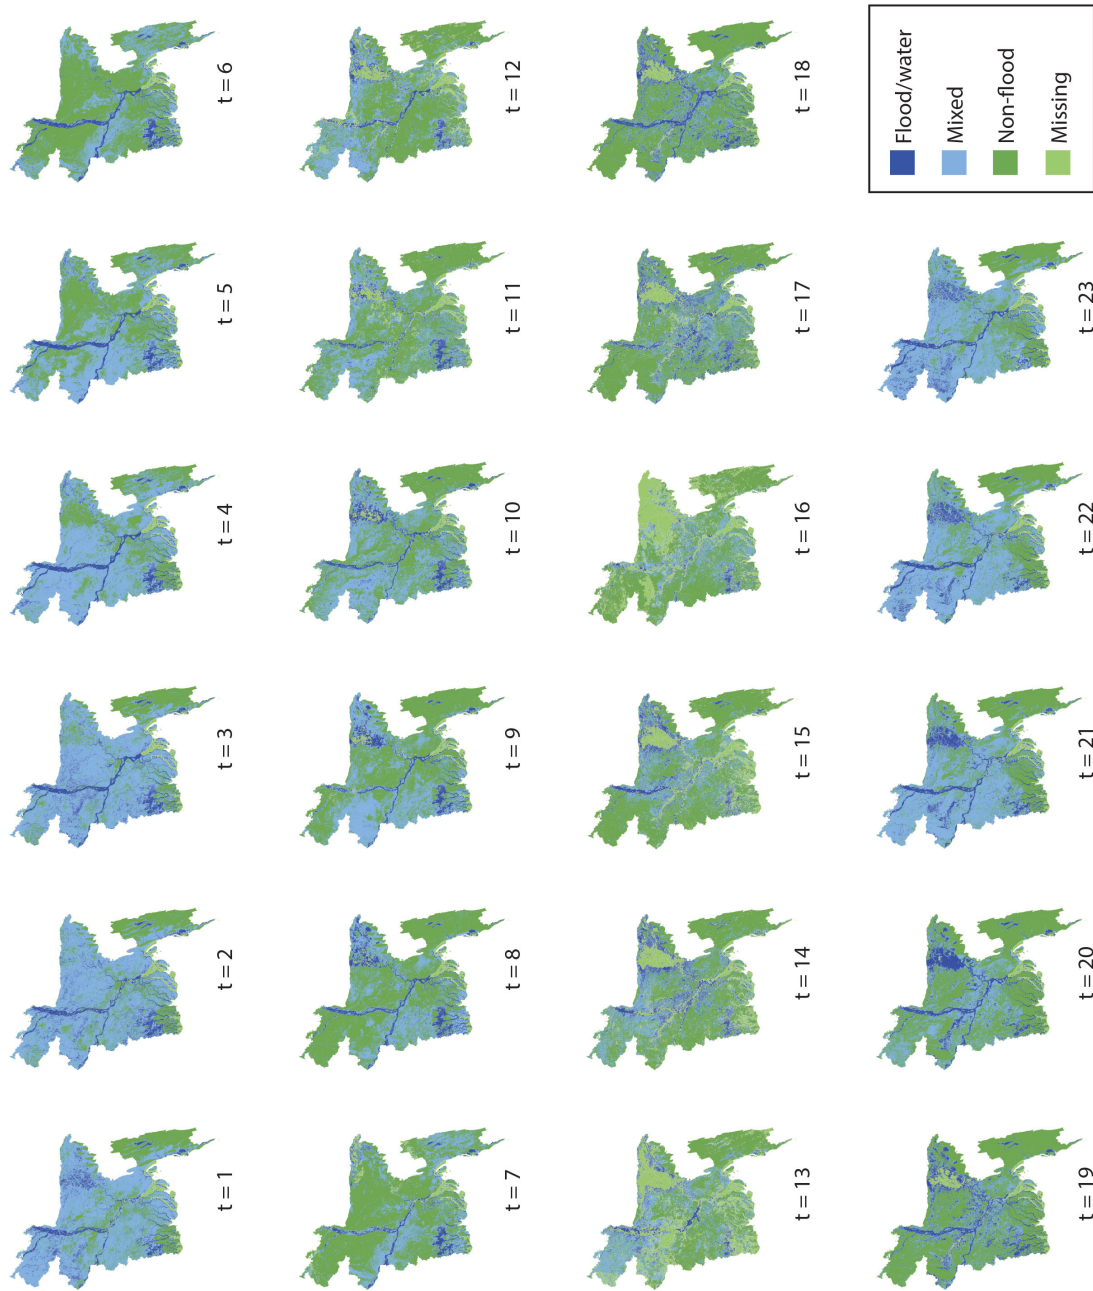 t = 1
t = 2
t = 3
t = 4
t = 5
t = 6
t = 7
t = 8
t = 9
t = 10
t = 11
t = 12
t = 13
t = 14
t = 15
t = 16
t = 17
t = 18
t = 19
t = 20
t = 21
t = 22
t = 23
Flood/water
Mixed
Non-flood
Missing